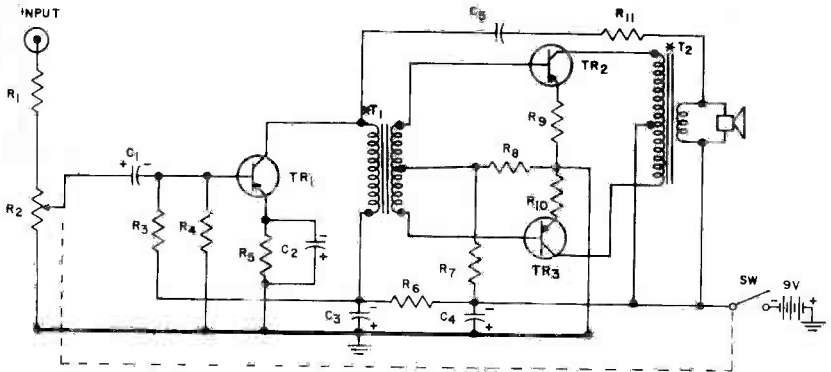 INPUT
R1
R2
C1
+ -
R3
R4
TR1
R5
C2
-
+
*T1
C5
R11
TR2
*T2
R9
R8
R10
TR3
R7
R6
C3
-
+
C4
-
+
SW
9V
- +